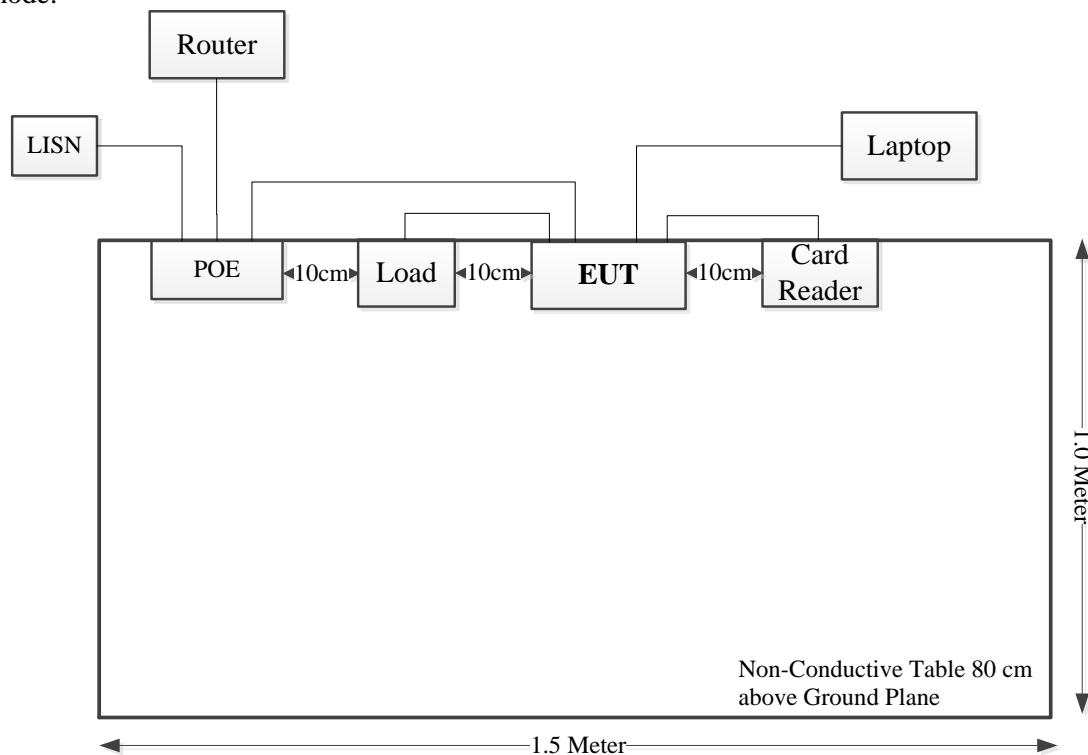 Router
LISN
Laptop
POE
10cm
Load
10cm
EUT
10cm
Card
Reader
1.0 Meter
Non-Conductive Table 80 cm
above Ground Plane
1.5 Meter